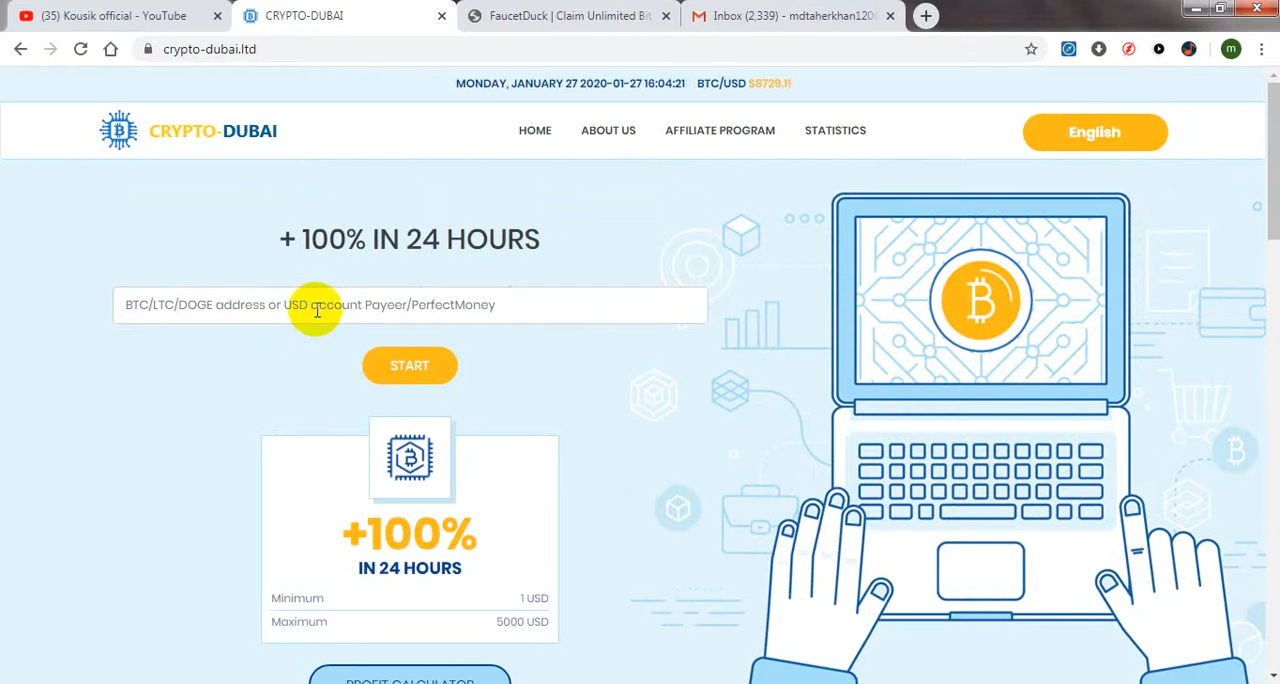 (35) Kousik official - YouTube
CRYPTO-DUBAI
FaucetDuck | Claim Unlimited Bit
Inbox (2,339) - mdtaherkhan120
crypto-dubai.ltd
m
MONDAY, JANUARY 27 2020-01-27 16:04:21 BTC/USD $8729.11
CRYPTO-DUBAI
HOME
ABOUT US
AFFILIATE PROGRAM
STATISTICS
English
+ 100% IN 24 HOURS
BTC/LTC/DOGE address or USD account Payeer/PerfectMoney
START
+100%
IN 24 HOURS
Minimum 1 USD
Maximum 5000 USD
PROFIT CALCULATOR